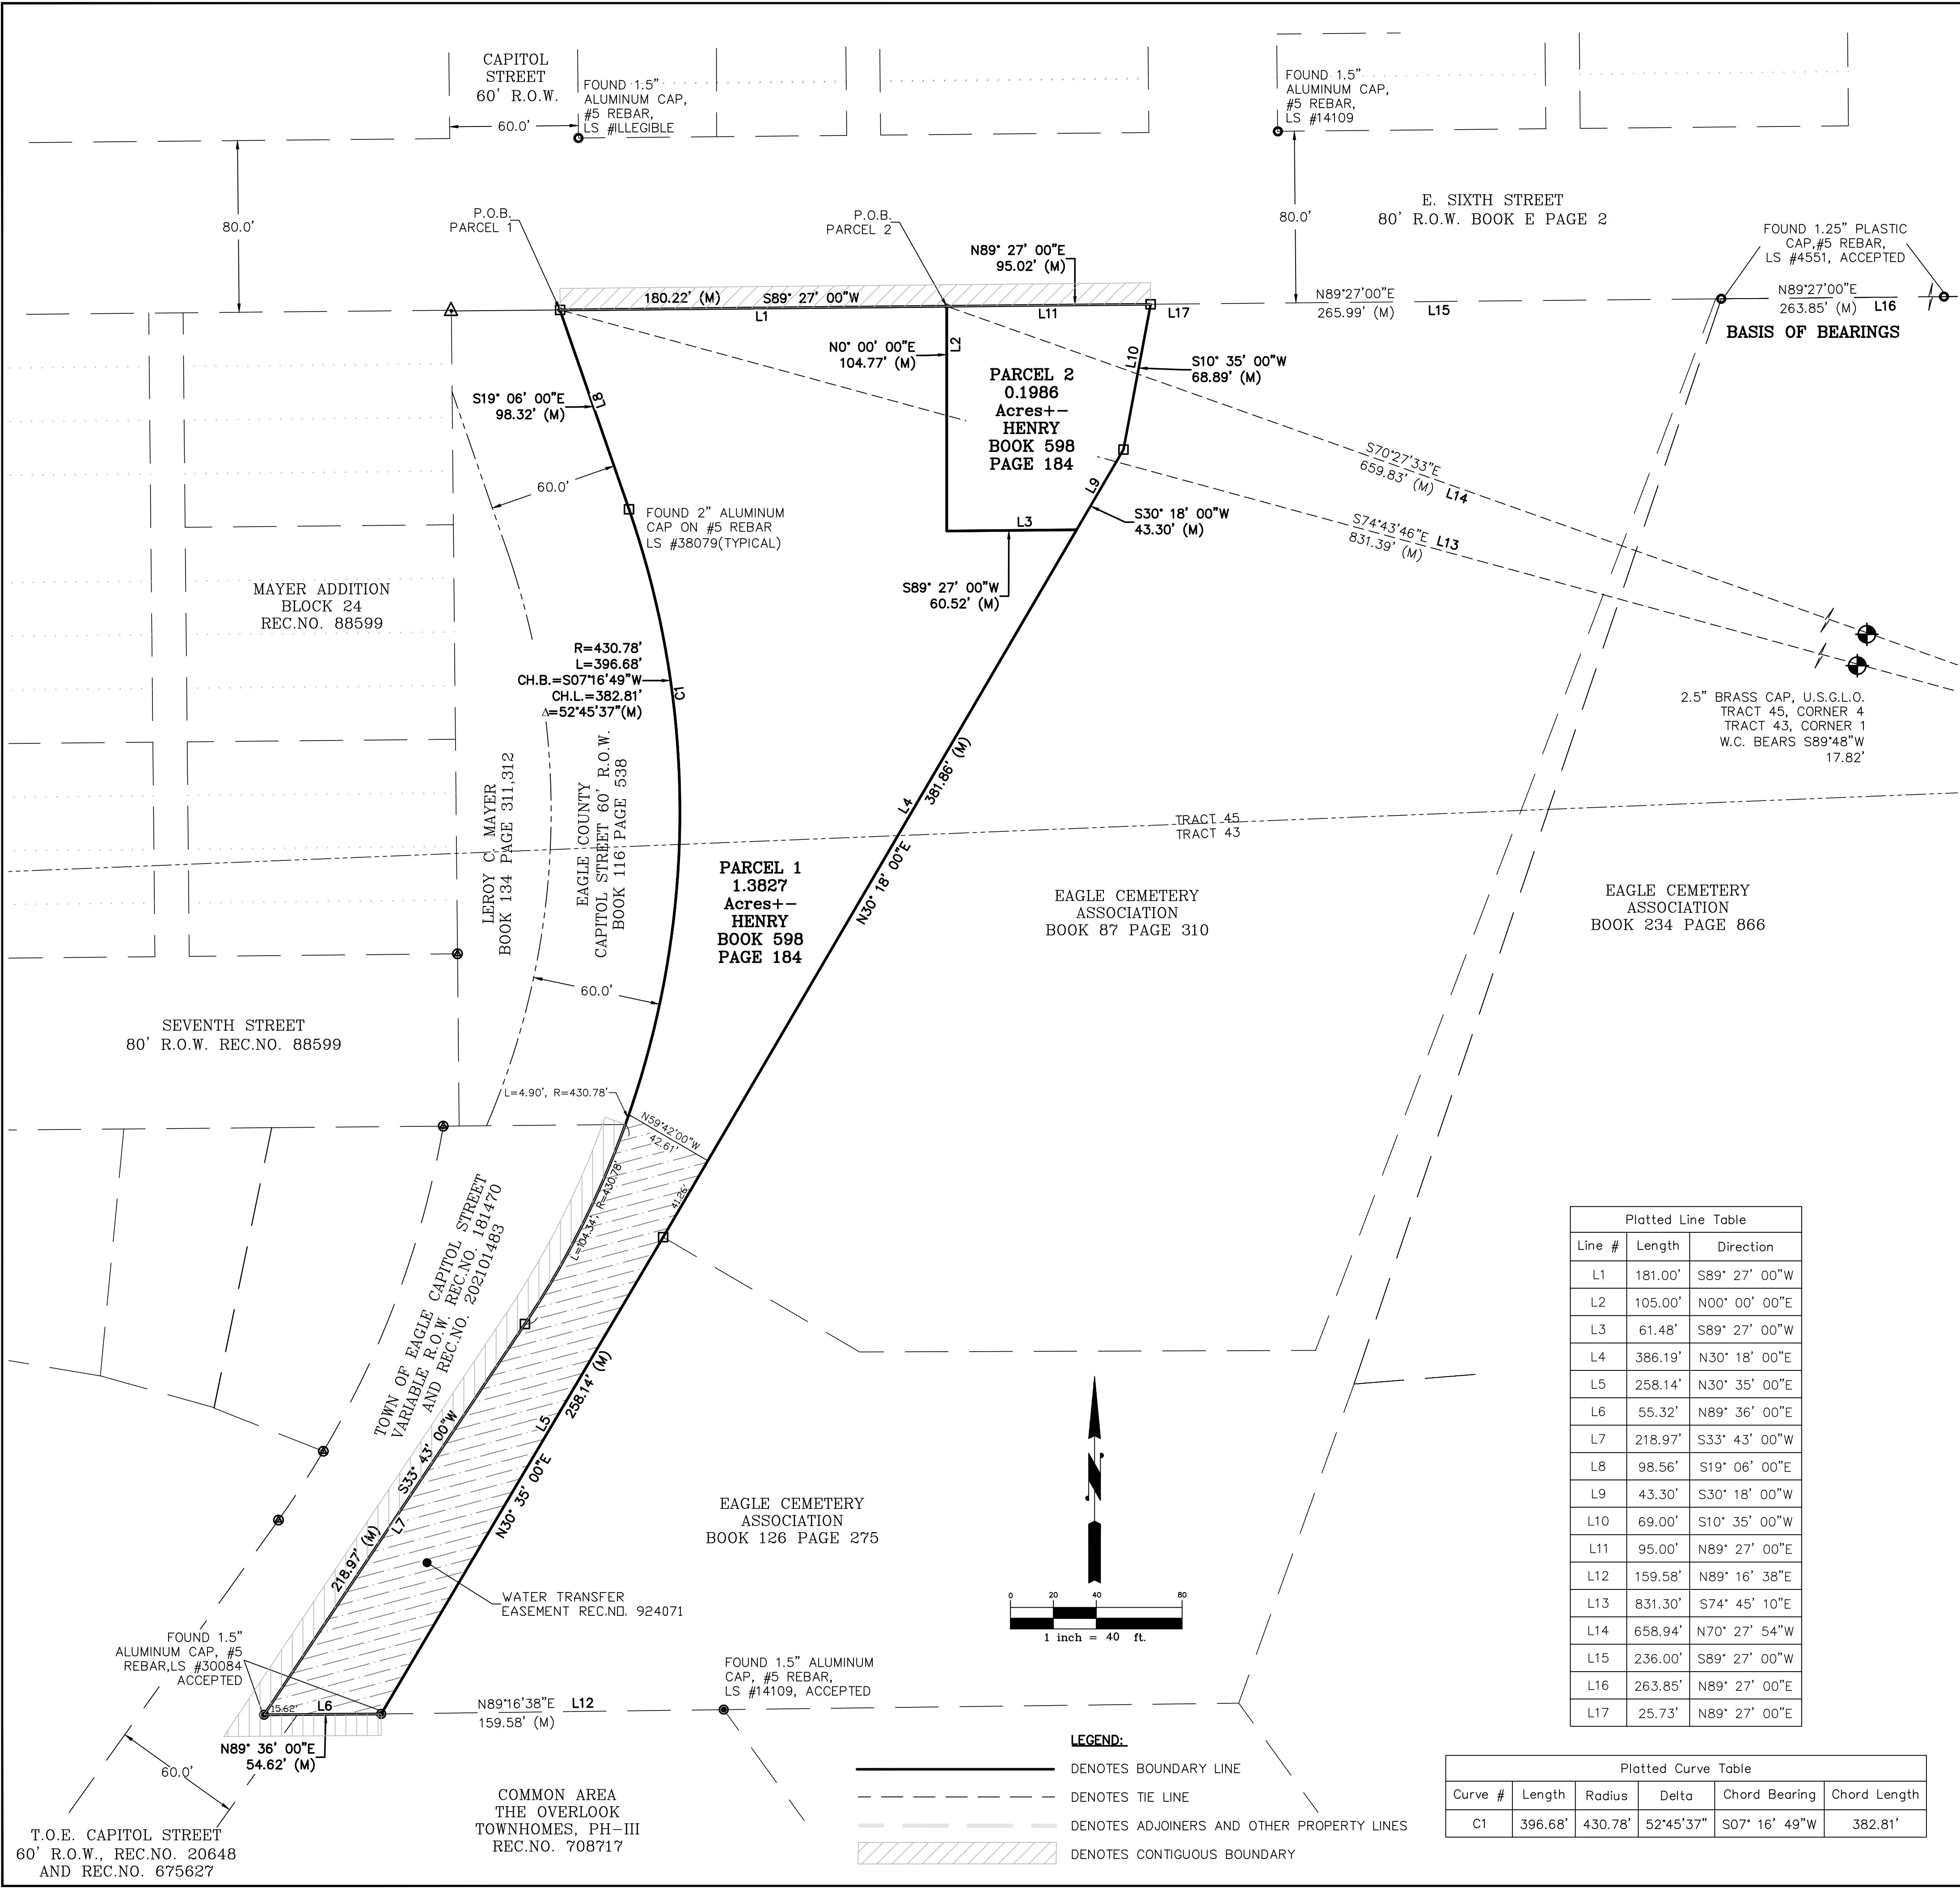 CAPITOL
STREET
60' R.O.W.
60.0'
FOUND 1.5"
ALUMINUM CAP,
#5 REBAR,
LS #ILLEGIBLE
FOUND 1.5"
ALUMINUM CAP,
#5 REBAR,
LS #14109
80.0'
P.O.B.
PARCEL 1
P.O.B.
PARCEL 2
80.0'
E. SIXTH STREET
80' R.O.W. BOOK E PAGE 2
FOUND 1.25" PLASTIC
CAP,#5 REBAR,
LS #4551, ACCEPTED
N89° 27' 00"E
95.02' (M)
180.22' (M) S89° 27' 00"W
L1
L11
L17
N89°27'00"E
265.99' (M) L15
N89°27'00"E
263.85' (M) L16
BASIS OF BEARINGS
N0° 00' 00"E
104.77' (M)
L2
L10
S10° 35' 00"W
68.89' (M)
PARCEL 2
0.1986
Acres+-
HENRY
BOOK 598
PAGE 184
S19° 06' 00"E
98.32' (M)
L8
60.0'
FOUND 2" ALUMINUM
CAP ON #5 REBAR
LS #38079(TYPICAL)
L9
L3
S30° 18' 00"W
43.30' (M)
S89° 27' 00"W
60.52' (M)
S70°27'33"E
659.83' (M) L14
S74°43'46"E L13
831.39' (M)
MAYER ADDITION
BLOCK 24
REC.NO. 88599
R=430.78'
L=396.68'
CH.B.=S07°16'49"W
CH.L.=382.81'
Δ=52°45'37"(M)
C1
2.5" BRASS CAP, U.S.G.L.O.
TRACT 45, CORNER 4
TRACT 43, CORNER 1
W.C. BEARS S89°48"W
17.82'
LEROY C. MAYER
BOOK 134 PAGE 311,312
EAGLE COUNTY
CAPITOL STREET 60' R.O.W.
BOOK 116 PAGE 538
L4
381.86' (M)
N30° 18' 00"E
TRACT 45
TRACT 43
PARCEL 1
1.3827
Acres+-
HENRY
BOOK 598
PAGE 184
EAGLE CEMETERY
ASSOCIATION
BOOK 87 PAGE 310
EAGLE CEMETERY
ASSOCIATION
BOOK 234 PAGE 866
60.0'
SEVENTH STREET
80' R.O.W. REC.NO. 88599
L=4.90', R=430.78'
N59°42'00"W
42.61'
L=104.34' R=430.78'
41.26'
TOWN OF EAGLE CAPITOL STREET
VARIABLE R.O.W. REC.NO. 181470
AND REC.NO. 202101483
218.97' (M) L7 S33° 43' 00"W
N30° 35' 00"E L5 258.14' (M)
EAGLE CEMETERY
ASSOCIATION
BOOK 126 PAGE 275
WATER TRANSFER
EASEMENT REC.NO. 924071
FOUND 1.5"
ALUMINUM CAP, #5
REBAR,LS #30084
ACCEPTED
15.62'
L6
N89° 36' 00"E
54.62' (M)
N89°16'38"E L12
159.58' (M)
FOUND 1.5" ALUMINUM
CAP, #5 REBAR,
LS #14109, ACCEPTED
60.0'
T.O.E. CAPITOL STREET
60' R.O.W., REC.NO. 20648
AND REC.NO. 675627
COMMON AREA
THE OVERLOOK
TOWNHOMES, PH-III
REC.NO. 708717
N
0 20 40 80
1 inch = 40 ft.
LEGEND:
DENOTES BOUNDARY LINE
DENOTES TIE LINE
DENOTES ADJOINERS AND OTHER PROPERTY LINES
DENOTES CONTIGUOUS BOUNDARY
Platted Line Table
Line # Length Direction
L1 181.00' S89° 27' 00"W
L2 105.00' N00° 00' 00"E
L3 61.48' S89° 27' 00"W
L4 386.19' N30° 18' 00"E
L5 258.14' N30° 35' 00"E
L6 55.32' N89° 36' 00"E
L7 218.97' S33° 43' 00"W
L8 98.56' S19° 06' 00"E
L9 43.30' S30° 18' 00"W
L10 69.00' S10° 35' 00"W
L11 95.00' N89° 27' 00"E
L12 159.58' N89° 16' 38"E
L13 831.30' S74° 45' 10"E
L14 658.94' N70° 27' 54"W
L15 236.00' S89° 27' 00"W
L16 263.85' N89° 27' 00"E
L17 25.73' N89° 27' 00"E
Platted Curve Table
Curve # Length Radius Delta Chord Bearing Chord Length
C1 396.68' 430.78' 52°45'37" S07° 16' 49"W 382.81'